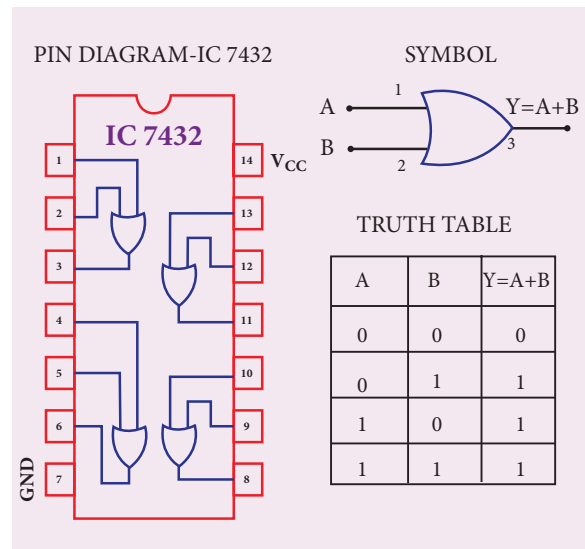 PIN DIAGRAM-IC 7432
IC 7432
1
2
3
4
5
6
7
GND
14 VCC
13
12
11
10
9
8
SYMBOL
A 1 Y=A+B
B 2 3
TRUTH TABLE
A B Y=A+B
0 0 0
0 1 1
1 0 1
1 1 1